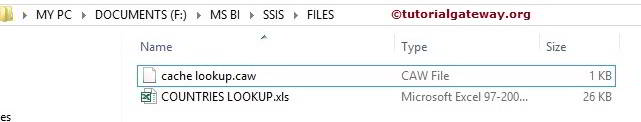 MY PC ▸ DOCUMENTS (F:) ▸ MS BI ▸ SSIS ▸ FILES ©tutorialgateway.org
Name Type Size
cache lookup.caw CAW File 1 KB
COUNTRIES LOOKUP.xls Microsoft Excel 97-200... 26 KB
es